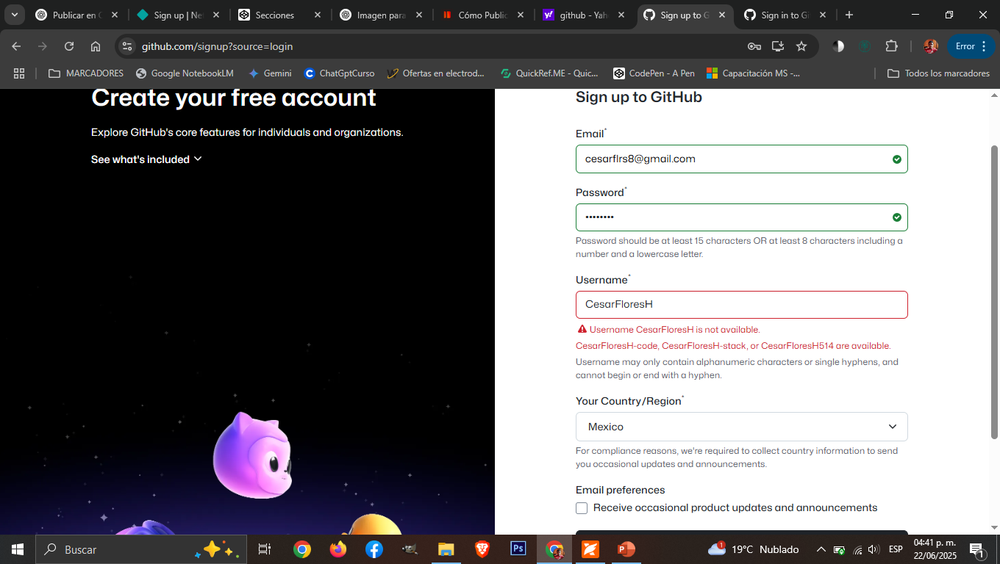 Publicar en G
Sign up | Ne
Secciones
Imagen para
Cómo Public
github - Yah
Sign up to G
Sign in to Gi
github.com/signup?source=login
Error
MARCADORES
Google NotebookLM
Gemini
ChatGptCurso
Ofertas en electrod...
QuickRef.ME - Quic...
CodePen - A Pen
Capacitación MS -...
Todos los marcadores
Create your free account
Explore GitHub's core features for individuals and organizations.
See what's included
Sign up to GitHub
Email*
cesarflrs8@gmail.com
Password*
••••••••
Password should be at least 15 characters OR at least 8 characters including a
number and a lowercase letter.
Username*
CesarFloresH
Username CesarFloresH is not available.
CesarFloresH-code, CesarFloresH-stack, or CesarFloresH514 are available.
Username may only contain alphanumeric characters or single hyphens, and
cannot begin or end with a hyphen.
Your Country/Region*
Mexico
For compliance reasons, we're required to collect country information to send
you occasional updates and announcements.
Email preferences
Receive occasional product updates and announcements
Buscar
Ps
1
19°C Nublado
ESP
04:41 p. m.
22/06/2025
1